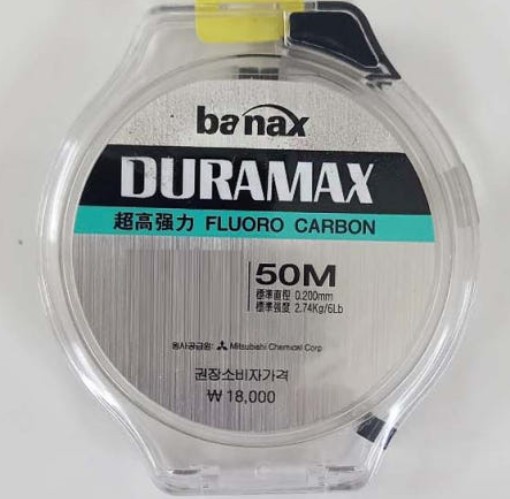 banax
DURAMAX
超高强力 FLUORO CARBON
50M
標準直徑 0.200mm
標準强度 2.74Kg/6Lb
원사공급원: Mitsubishi Chemical Corp
권장소비자가격
₩ 18,000